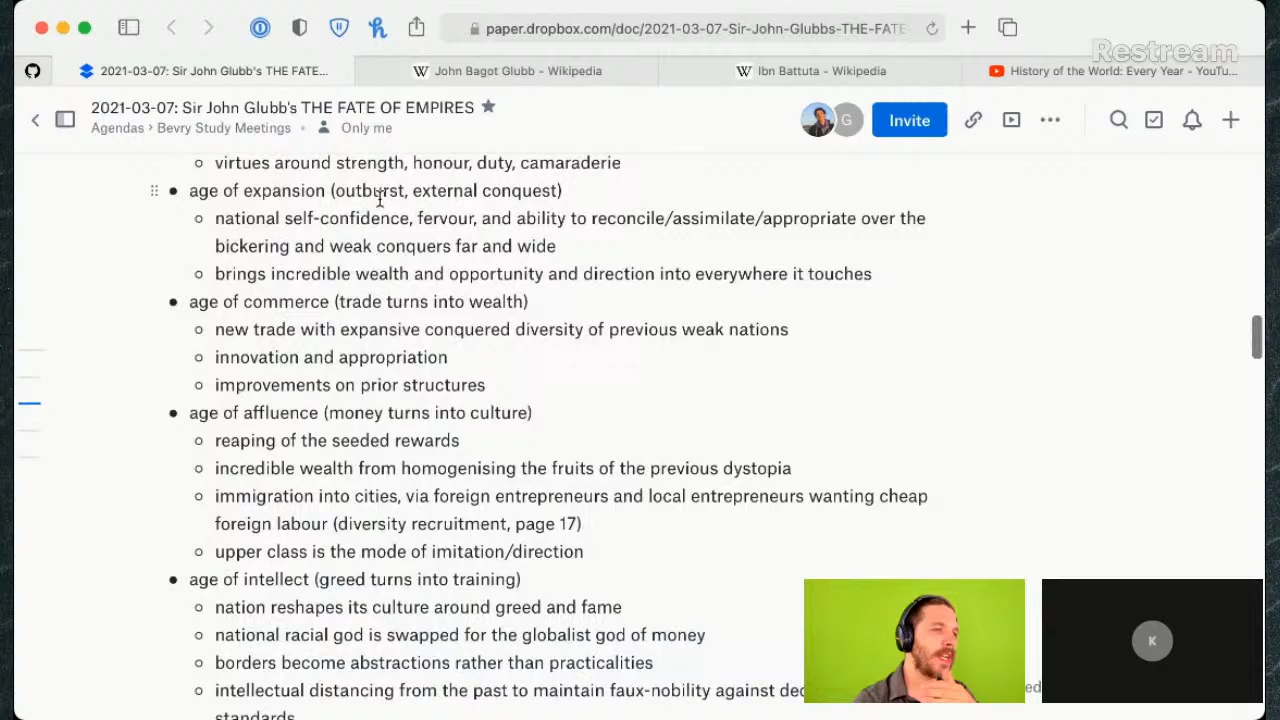 paper.dropbox.com/doc/2021-03-07-Sir-John-Glubbs-THE-FATE-
Restream
2021-03-07: Sir John Glubb's THE FATE...
John Bagot Glubb – Wikipedia
Ibn Battuta – Wikipedia
History of the World: Every Year - YouTu...
2021-03-07: Sir John Glubb's THE FATE OF EMPIRES
Agendas › Bevry Study Meetings • Only me
G
Invite
virtues around strength, honour, duty, camaraderie
age of expansion (outburst, external conquest)
national self-confidence, fervour, and ability to reconcile/assimilate/appropriate over the
bickering and weak conquers far and wide
brings incredible wealth and opportunity and direction into everywhere it touches
age of commerce (trade turns into wealth)
new trade with expansive conquered diversity of previous weak nations
innovation and appropriation
improvements on prior structures
age of affluence (money turns into culture)
reaping of the seeded rewards
incredible wealth from homogenising the fruits of the previous dystopia
immigration into cities, via foreign entrepreneurs and local entrepreneurs wanting cheap
foreign labour (diversity recruitment, page 17)
upper class is the mode of imitation/direction
age of intellect (greed turns into training)
nation reshapes its culture around greed and fame
national racial god is swapped for the globalist god of money
borders become abstractions rather than practicalities
intellectual distancing from the past to maintain faux-nobility against
standards
K